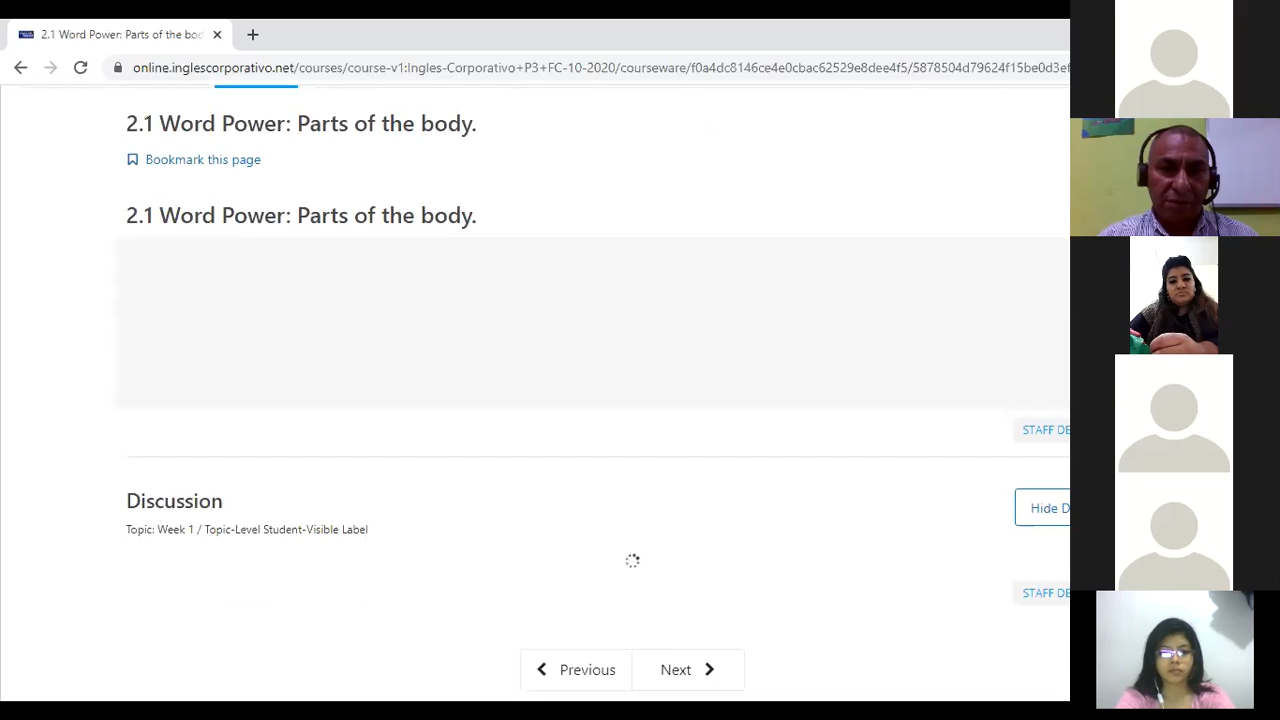 2.1 Word Power: Parts of the bod
online.inglescorporativo.net/courses/course-v1:Ingles-Corporativo+P3+FC-10-2020/courseware/f0a4dc8146ce4e0cbac62529e8dee4f5/5878504d79624f15be0d3ef
2.1 Word Power: Parts of the body.
Bookmark this page
2.1 Word Power: Parts of the body.
STAFF DE
Discussion
Hide D
Topic: Week 1 / Topic-Level Student-Visible Label
STAFF DE
Previous
Next